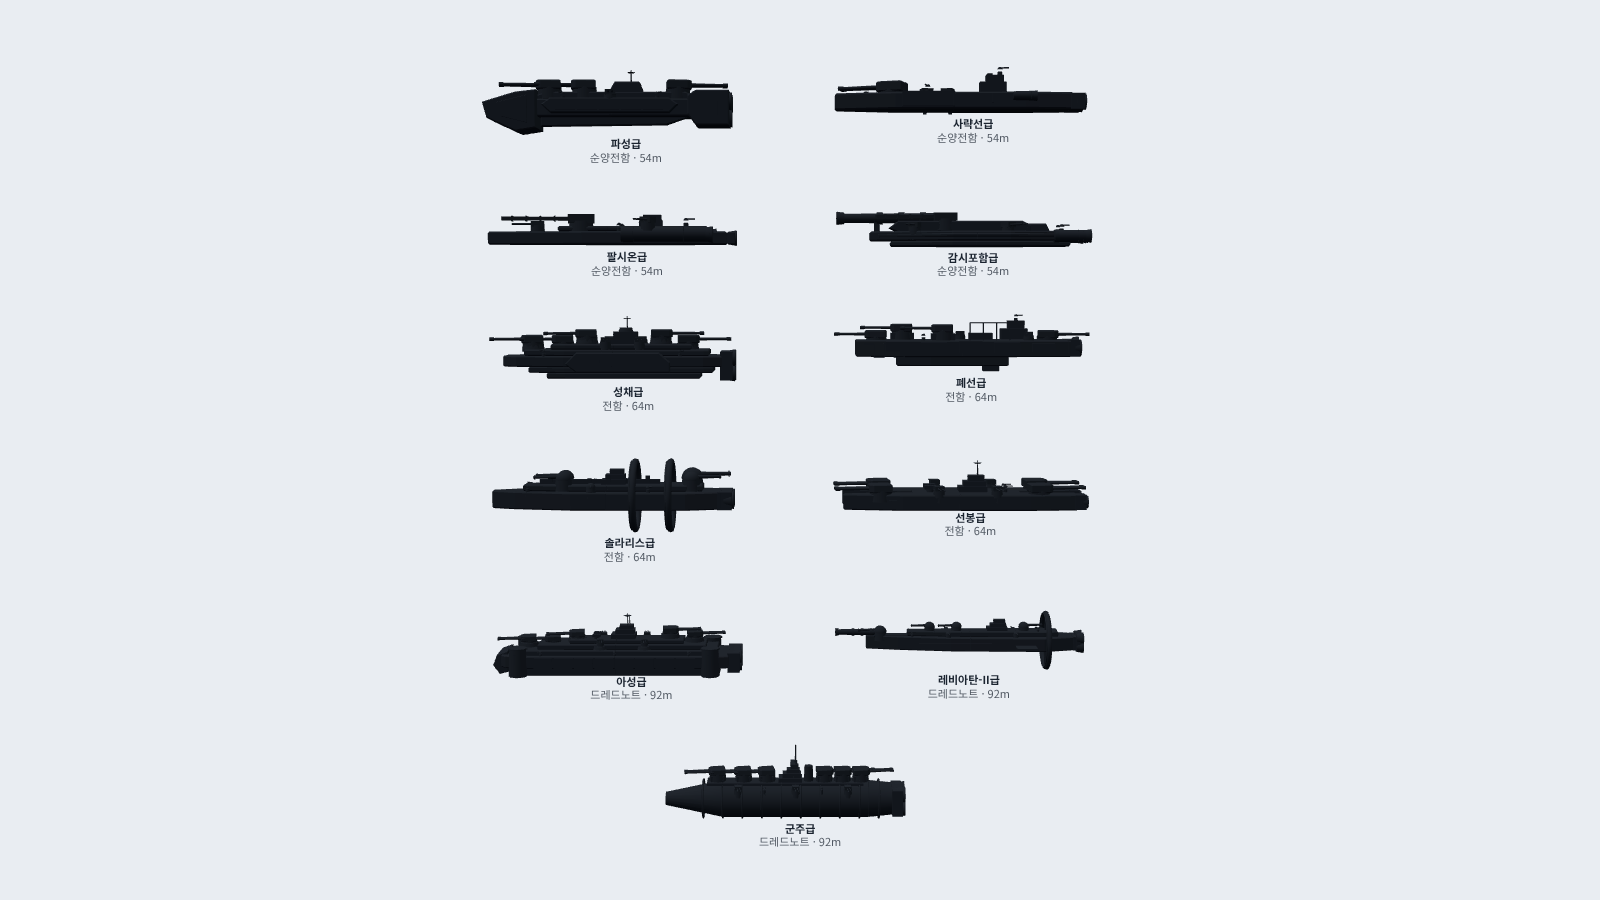 파성급
순양전함 · 54m
사략선급
순양전함 · 54m
팔시온급
순양전함 · 54m
감시포함급
순양전함 · 54m
성채급
전함 · 64m
폐선급
전함 · 64m
솔라리스급
전함 · 64m
선봉급
전함 · 64m
아성급
드레드노트 · 92m
레비아탄-II급
드레드노트 · 92m
군주급
드레드노트 · 92m